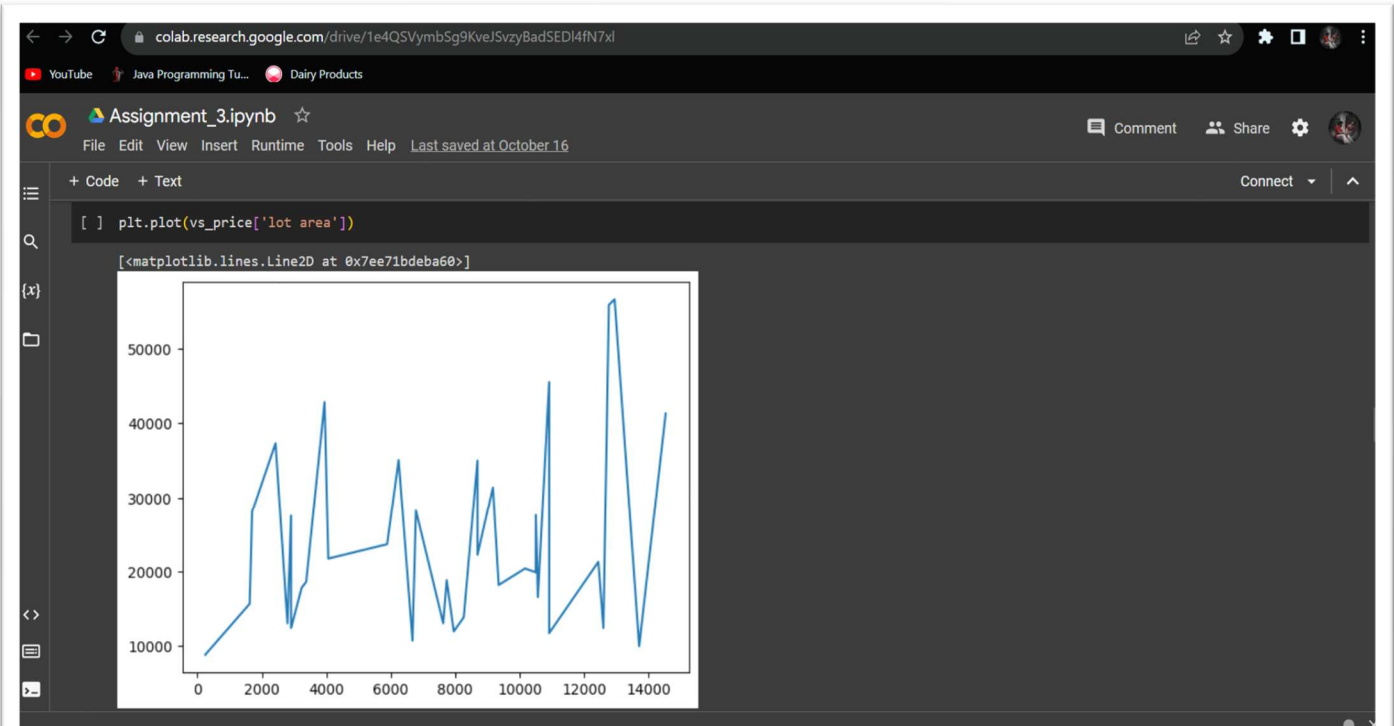 colab.research.google.com/drive/1e4QSVymbSg9KveJSvzyBadSEDl4fN7xl
YouTube Java Programming Tu... Dairy Products
CO Assignment_3.ipynb
Comment Share
File Edit View Insert Runtime Tools Help Last saved at October 16
+ Code + Text Connect
[ ] plt.plot(vs_price['lot area'])
[<matplotlib.lines.Line2D at 0x7ee71bdeba60>]
{x}
50000
40000
30000
20000
10000
0 2000 4000 6000 8000 10000 12000 14000